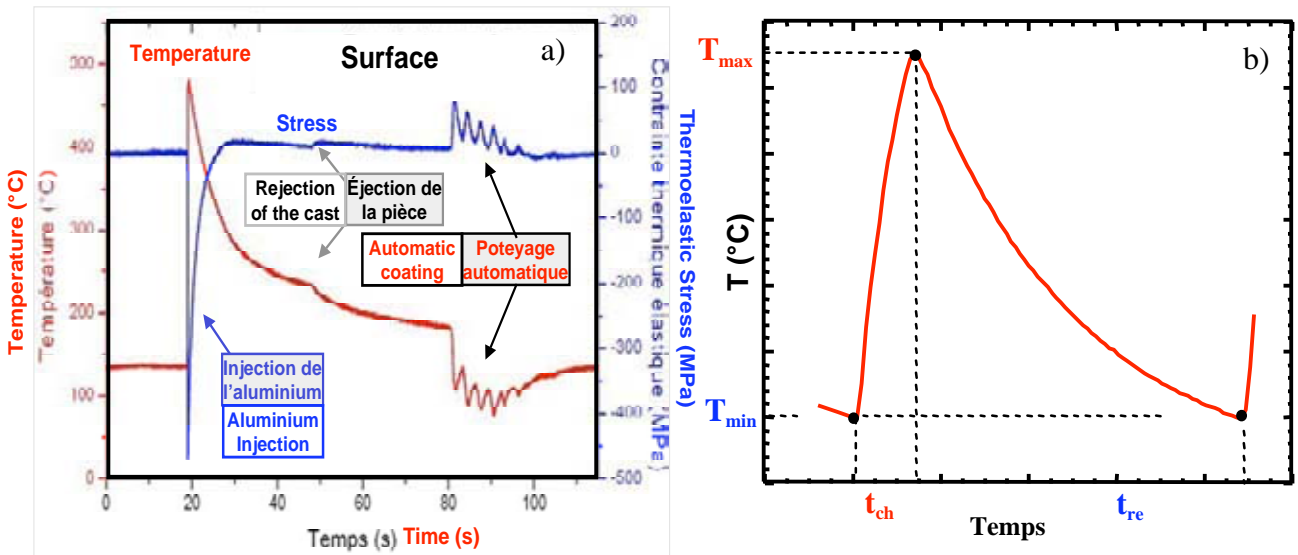 a)
Temperature
Surface
Stress
Rejection
of the cast
Éjection de
la pièce
Automatic
coating
Poteyage
automatique
Injection de
l'aluminium
Aluminium
Injection
Temperature (°C)
Température (°C)
500
400
300
200
100
0
0
20
40
60
80
100
Temps (s) Time (s)
200
100
0
-100
-200
-300
-400
-500
Contrainte thermique élastique (MPa)
Thermoelastic Stress (MPa)
b)
T (°C)
Tmax
Tmin
tch
tre
Temps